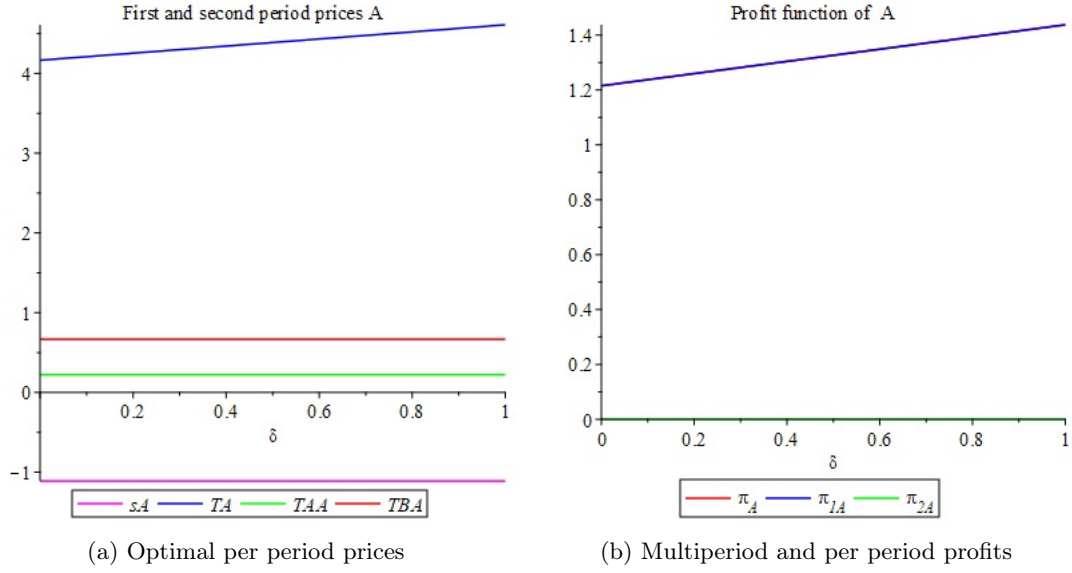 First and second period prices A
4
3
2
1
0
-1
0.2 0.4 0.6 0.8 1
δ
sA TA TAA TBA
(a) Optimal per period prices
Profit function of A
1.4
1.2
1
0.8
0.6
0.4
0.2
0
0 0.2 0.4 0.6 0.8 1
δ
π_A π_1A π_2A
(b) Multiperiod and per period profits